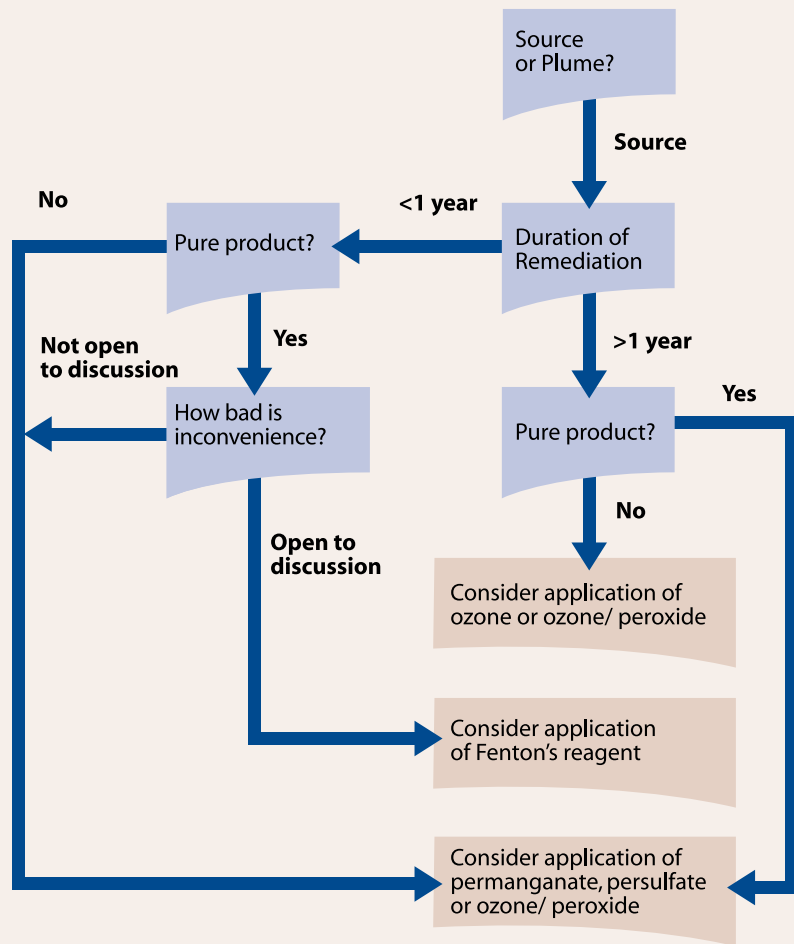 Source
or Plume?
Source
No
<1 year
Pure product?
Duration of
Remediation
Yes
>1 year
Not open
to discussion
Yes
How bad is
inconvenience?
Pure product?
No
Open to
discussion
Consider application of
ozone or ozone/ peroxide
Consider application
of Fenton's reagent
Consider application of
permanganate, persulfate
or ozone/ peroxide